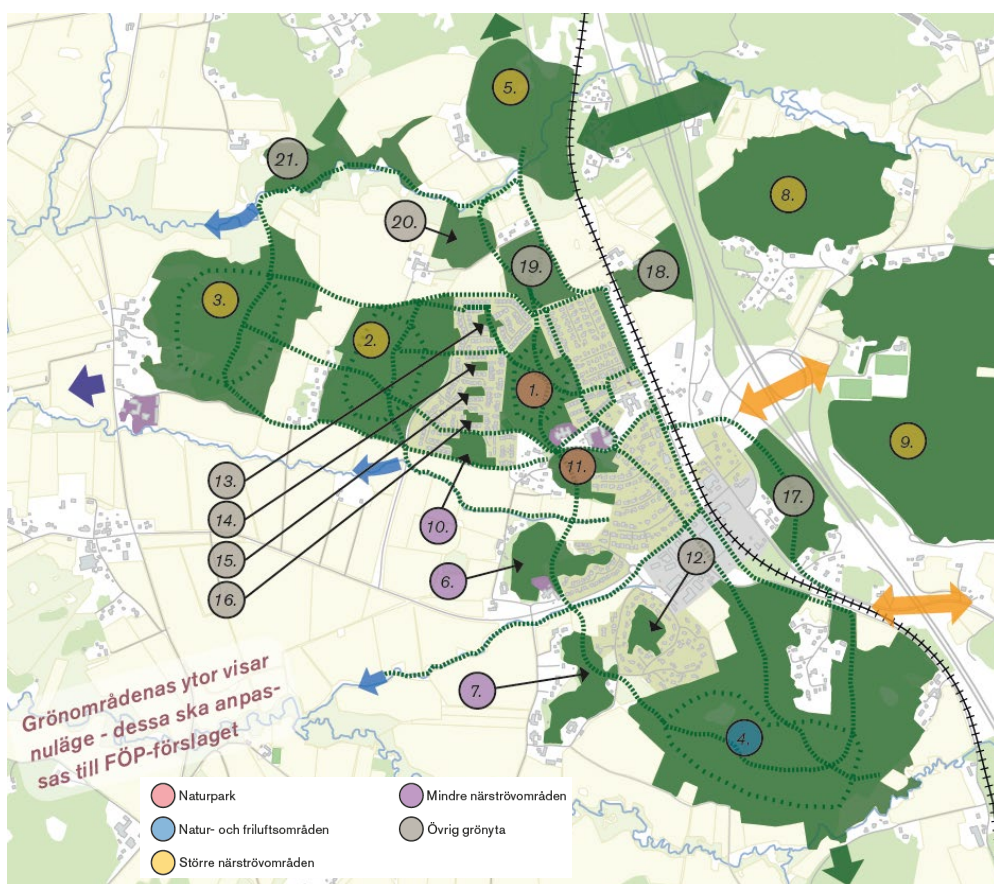 5.
21.
8.
20.
19.
18.
3.
2.
1.
9.
11.
13.
17.
14.
10.
15.
12.
6.
16.
7.
4.
Grönområdenas ytor visar
nuläge - dessa ska anpas-
sas till FÖP-förslaget
Naturpark
Mindre närströvområden
Natur- och friluftsområden
Övrig grönyta
Större närströvområden